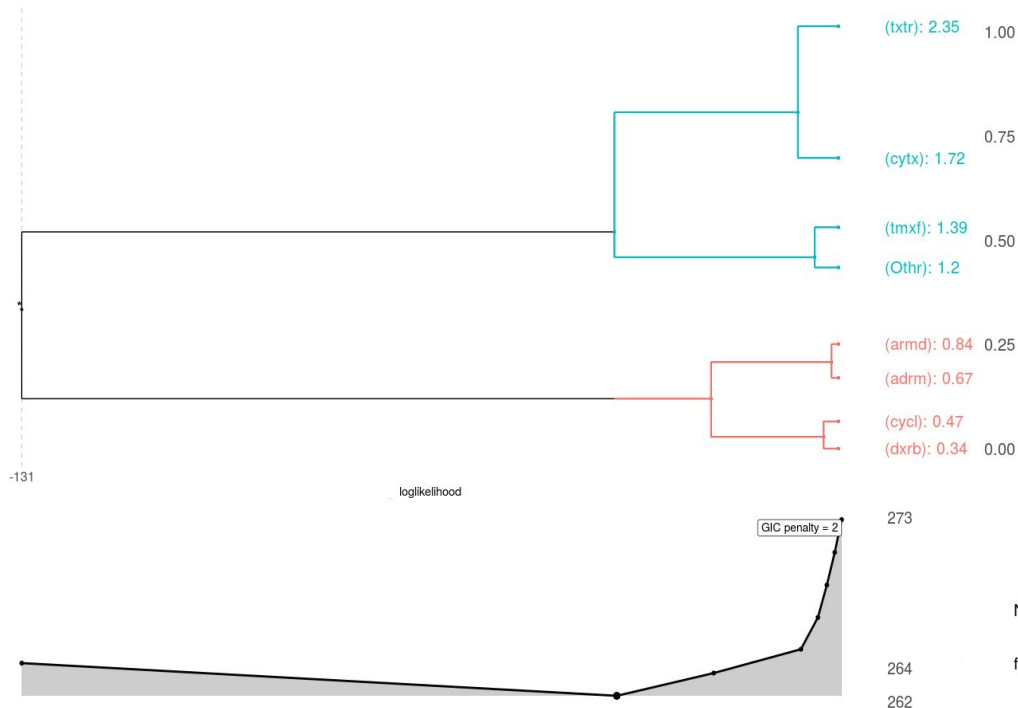 (txtr): 2.35
1.00
0.75
(cytx): 1.72
(tmxf): 1.39
0.50
(Othr): 1.2
(armd): 0.84
0.25
(adrm): 0.67
(cycl): 0.47
(dxrb): 0.34
0.00
*
-131
loglikelihood
273
GIC penalty = 2
N
264
f
262